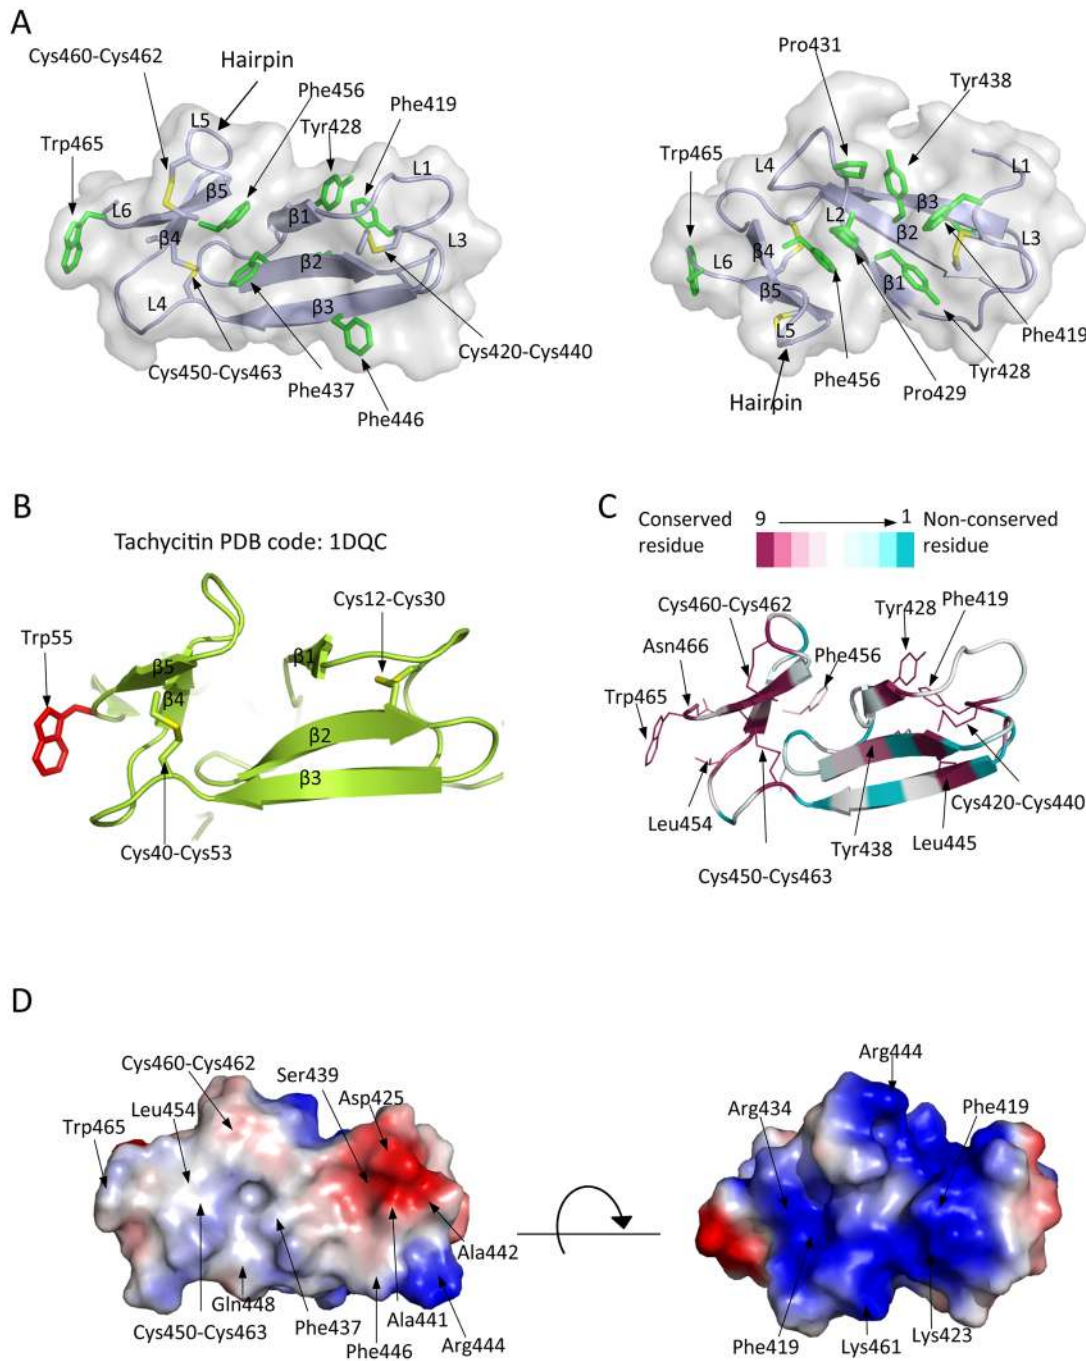 A
Cys460-Cys462
Hairpin
Phe456
Tyr428
Phe419
Trp465
L5
L1
β5
L6
β1
β4
L3
β2
L4
β3
Cys420-Cys440
Cys450-Cys463
Phe437
Phe446
Pro431
Tyr438
Trp465
L4
L1
β3
L2
β2
L3
β4
L6
β5
β1
L5
Phe419
Phe456
Tyr428
Pro429
Hairpin
B
Tachycitin PDB code: 1DQC
Cys12-Cys30
Trp55
β1
β5
β4
β2
β3
Cys40-Cys53
C
Conserved residue
9
1
Non-conserved residue
Cys460-Cys462
Tyr428
Phe419
Asn466
Phe456
Trp465
Cys420-Cys440
Leu454
Tyr438
Leu445
Cys450-Cys463
D
Cys460-Cys462
Ser439
Asp425
Leu454
Trp465
Ala442
Gln448
Cys450-Cys463
Phe437
Ala441
Phe446
Arg444
Arg444
Arg434
Phe419
Phe419
Lys461
Lys423